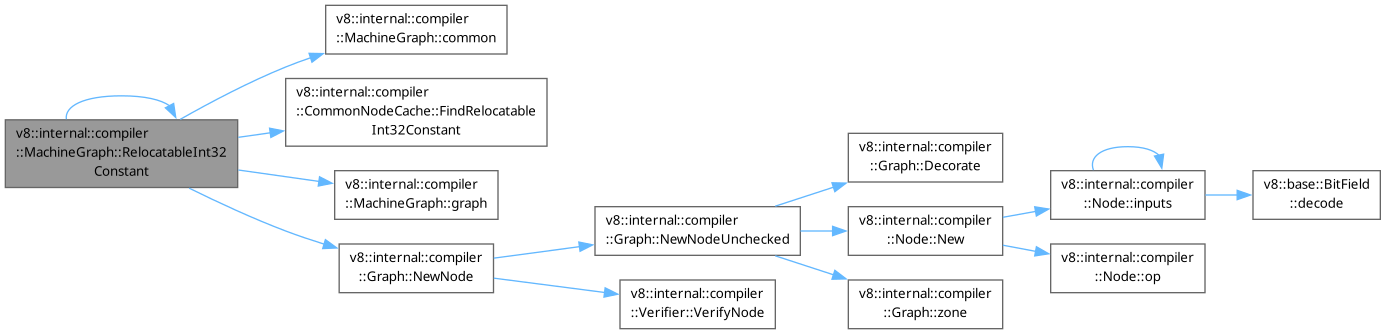 v8::internal::compiler
::MachineGraph::common
v8::internal::compiler
::CommonNodeCache::FindRelocatable
Int32Constant
v8::internal::compiler
::MachineGraph::RelocatableInt32
Constant
v8::internal::compiler
::MachineGraph::graph
v8::internal::compiler
::Graph::NewNode
v8::internal::compiler
::Graph::NewNodeUnchecked
v8::internal::compiler
::Verifier::VerifyNode
v8::internal::compiler
::Graph::Decorate
v8::internal::compiler
::Node::New
v8::internal::compiler
::Graph::zone
v8::internal::compiler
::Node::inputs
v8::internal::compiler
::Node::op
v8::base::BitField
::decode